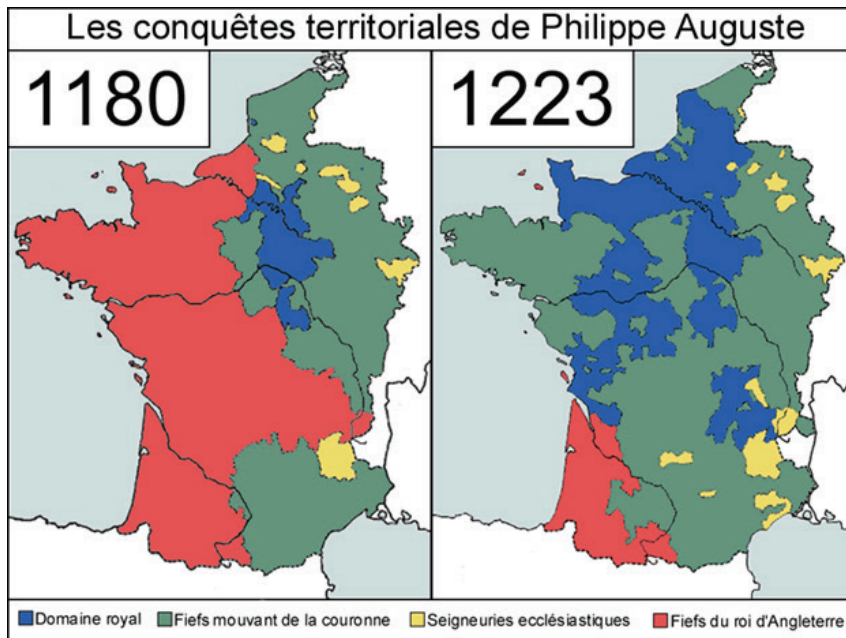 Les conquêtes territoriales de Philippe Auguste
1180
1223
Domaine royal
Fiefs mouvant de la couronne
Seigneuries ecclésiastiques
Fiefs du roi d'Angleterre